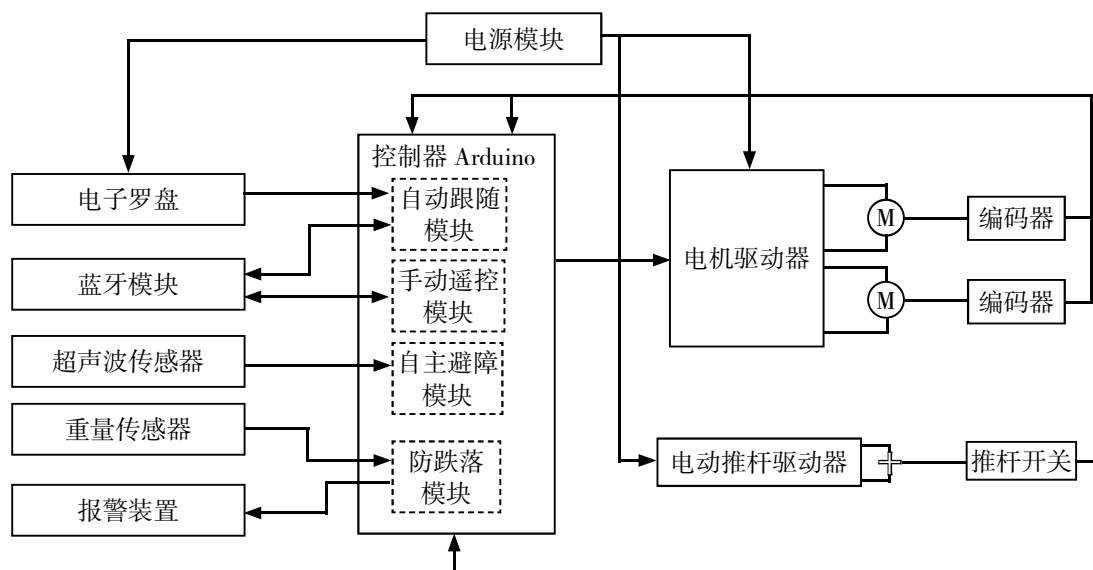 电源模块
控制器 Arduino
电子罗盘
自动跟随
模块
蓝牙模块
手动遥控
模块
超声波传感器
自主避障
模块
重量传感器
防跌落
模块
报警装置
电机驱动器
M
编码器
M
编码器
电动推杆驱动器
推杆开关